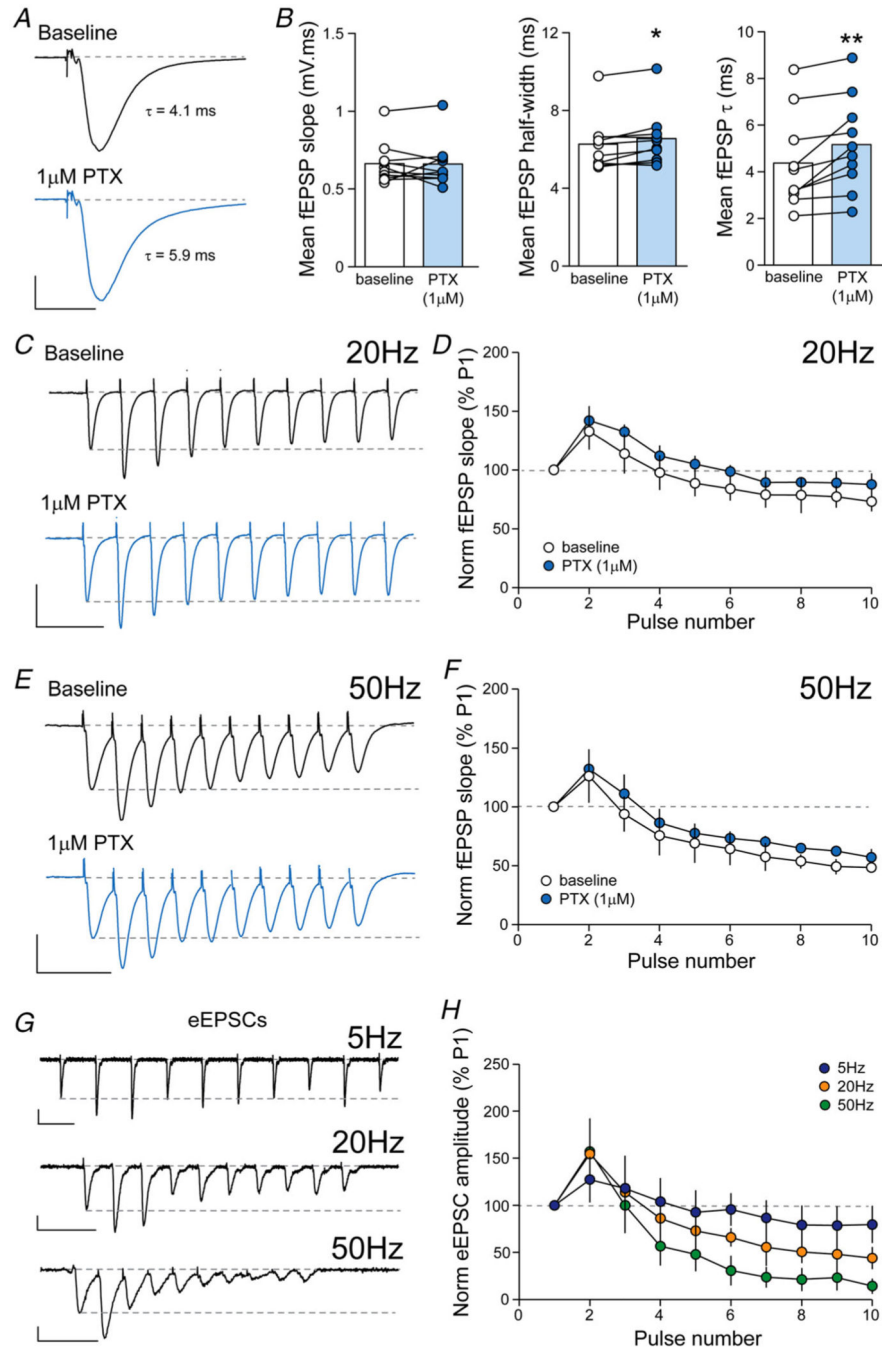 A
Baseline
τ = 4.1 ms
1μM PTX
τ = 5.9 ms
B
Mean fEPSP slope (mV.ms)
1
0.5
0
baseline
PTX
(1μM)
Mean fEPSP half-width (ms)
12
8
4
0
*
baseline
PTX
(1μM)
Mean fEPSP τ (ms)
10
8
6
4
2
0
**
baseline
PTX
(1μM)
C
Baseline
20Hz
1μM PTX
D
20Hz
Norm fEPSP slope (% P1)
200
150
100
50
0
baseline
PTX (1μM)
0 2 4 6 8 10
Pulse number
E
Baseline
50Hz
1μM PTX
F
50Hz
Norm fEPSP slope (% P1)
200
150
100
50
0
baseline
PTX (1μM)
0 2 4 6 8 10
Pulse number
G
eEPSCs
5Hz
20Hz
50Hz
H
Norm eEPSC amplitude (% P1)
250
200
150
100
50
0
5Hz
20Hz
50Hz
0 2 4 6 8 10
Pulse number